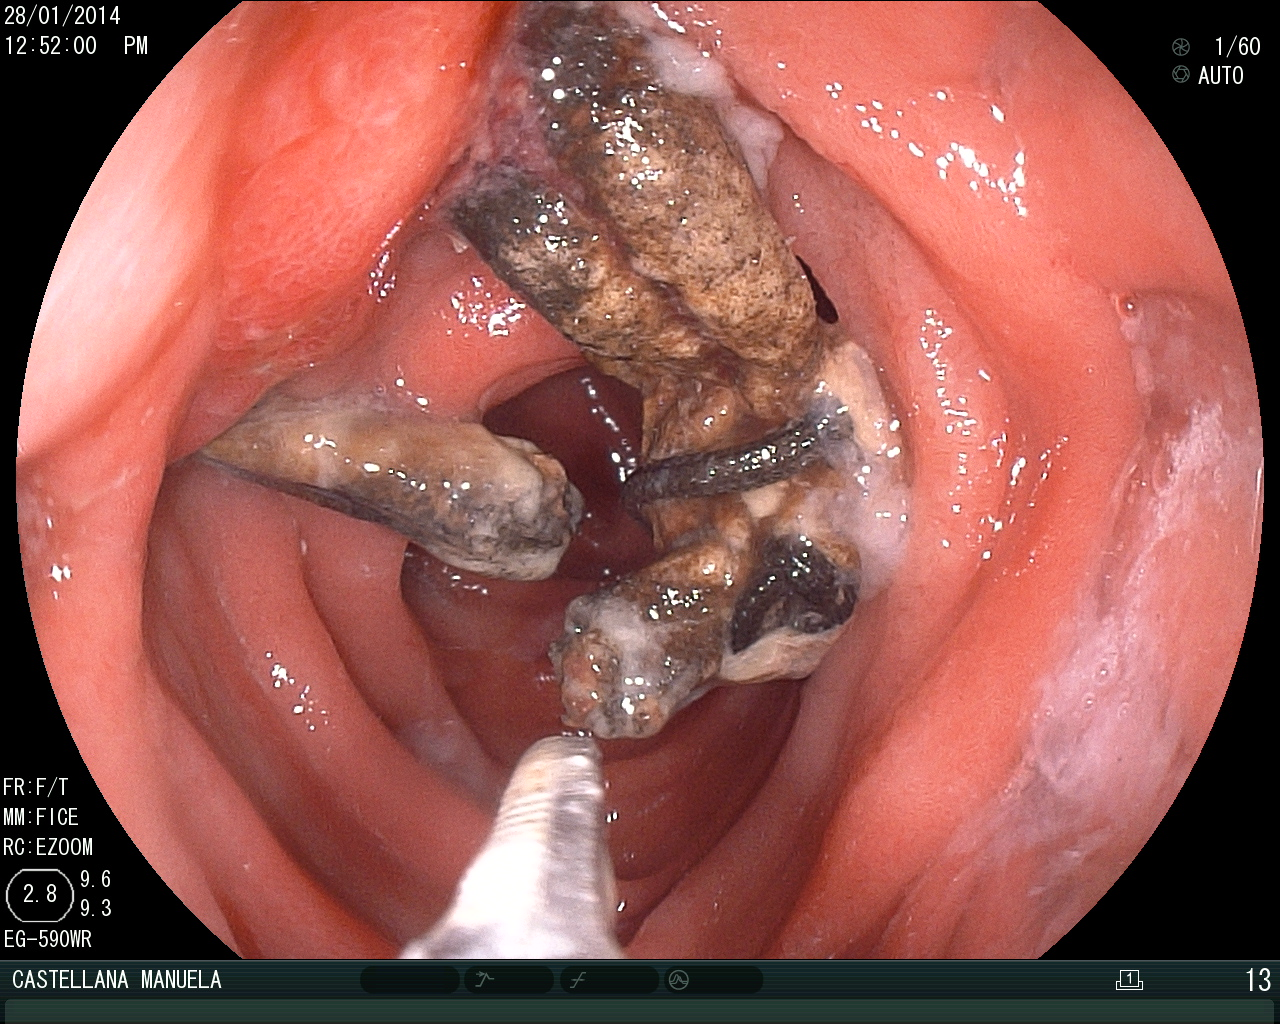 28/01/2014
12:52:00 PM
1/60
AUTO
FR:F/T
MM:FICE
RC:EZOOM
2.8
9.6
9.3
EG-590WR
CASTELLANA MANUELA
1
13